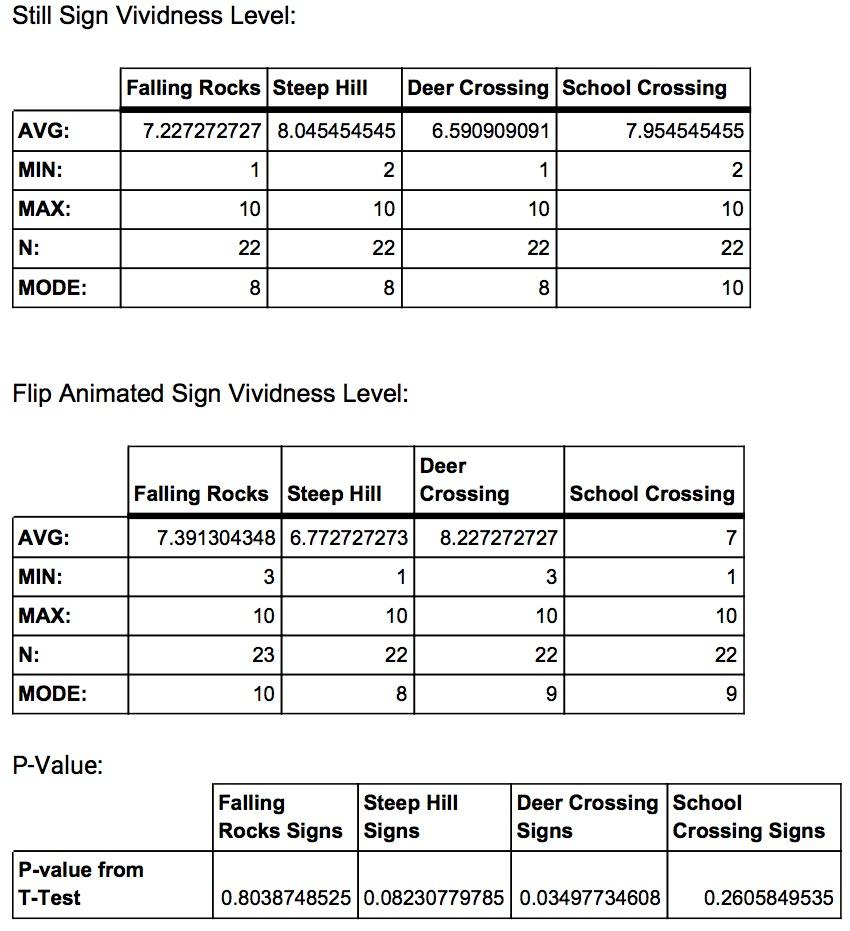 Still Sign Vividness Level:
Falling Rocks Steep Hill Deer Crossing School Crossing
AVG: 7.227272727 8.045454545 6.590909091 7.954545455
MIN: 1 2 1 2
MAX: 10 10 10 10
N: 22 22 22 22
MODE: 8 8 8 10
Flip Animated Sign Vividness Level:
Deer
Falling Rocks Steep Hill Crossing School Crossing
AVG: 7.391304348 6.772727273 8.227272727 7
MIN: 3 1 3 1
MAX: 10 10 10 10
N: 23 22 22 22
MODE: 10 8 9 9
P-Value:
Falling Steep Hill Deer Crossing School
Rocks Signs Signs Signs Crossing Signs
P-value from
T-Test 0.8038748525 0.08230779785 0.03497734608 0.2605849535